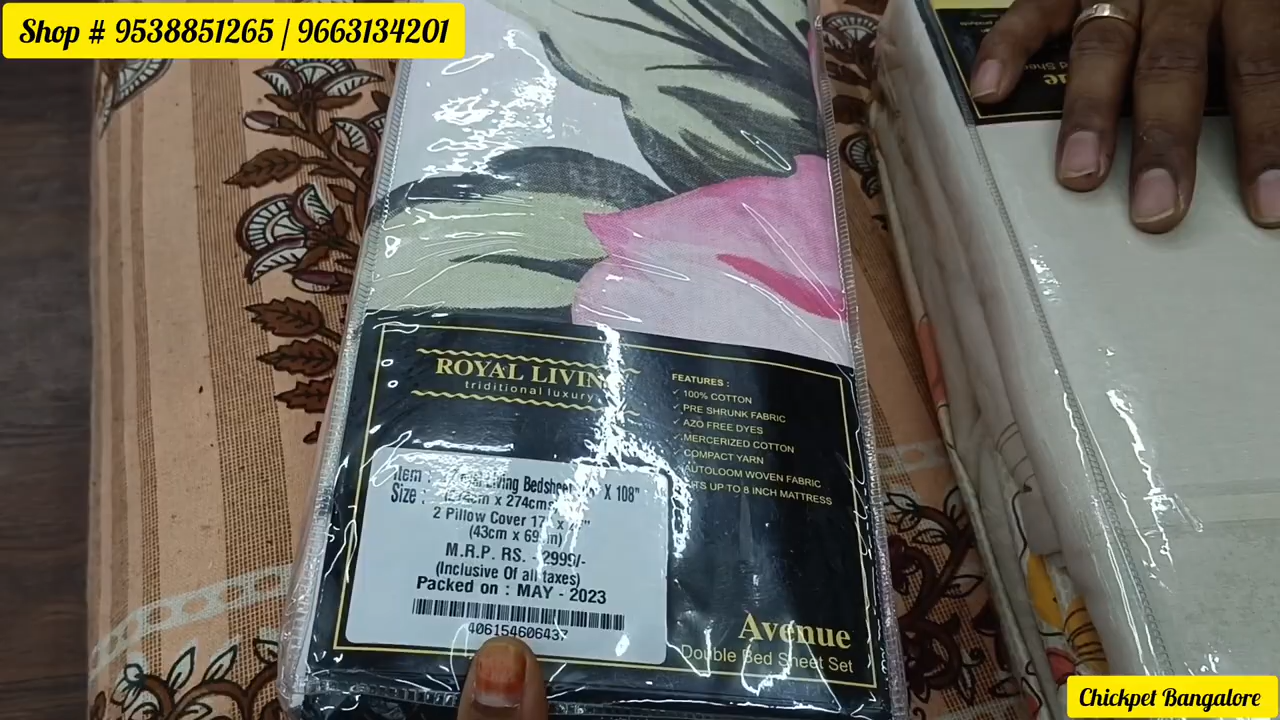 Shop # 9538851265 / 9663134201
ROYAL LIVIN
triditional luxury
FEATURES :
✓ 100% COTTON
✓ PRE SHRUNK FABRIC
✓ AZO FREE DYES
✓ MERCERIZED COTTON
COMPACT YARN
AUTOLOOM WOVEN FABRIC
UP TO 8 INCH MATTRESS
Item : Living Bedsheet X 108"
Size : x 274cm
2 Pillow Cover 17 x
(43cm x
M.R.P. RS. - 2999/-
(Inclusive Of all taxes)
Packed on : MAY - 2023
406154606437
Avenue
Double Bed Sheet Set
Chickpet Bangalore